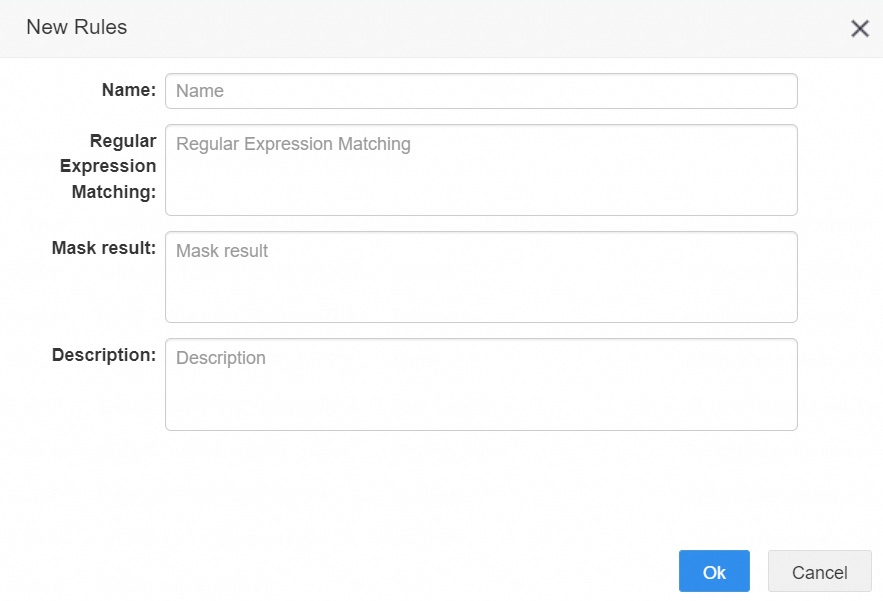 New Rules
Name:
Name
Regular
Expression
Matching:
Regular Expression Matching
Mask result:
Mask result
Description:
Description
Ok
Cancel